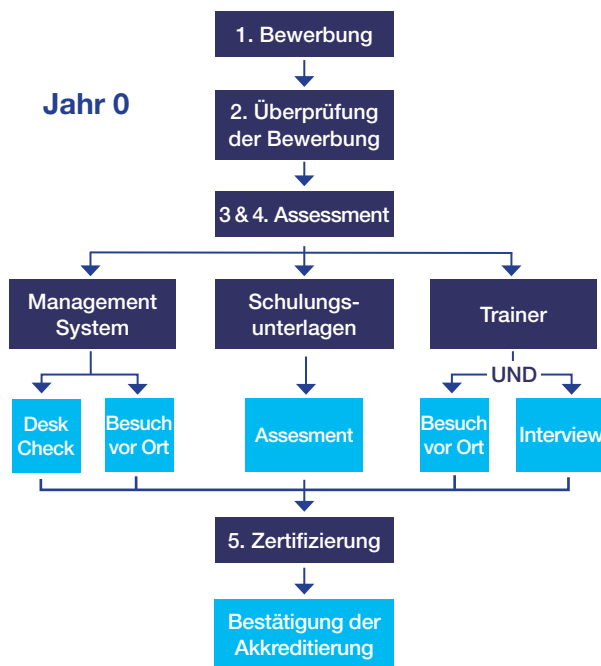 1. Bewerbung
Jahr 0
2. Überprüfung
der Bewerbung
3 & 4. Assessment
Management
System
Schulungs-
unterlagen
Trainer
UND
Desk
Check
Besuch
vor Ort
Assesment
Besuch
vor Ort
Interview
5. Zertifizierung
Bestätigung der
Akkreditierung